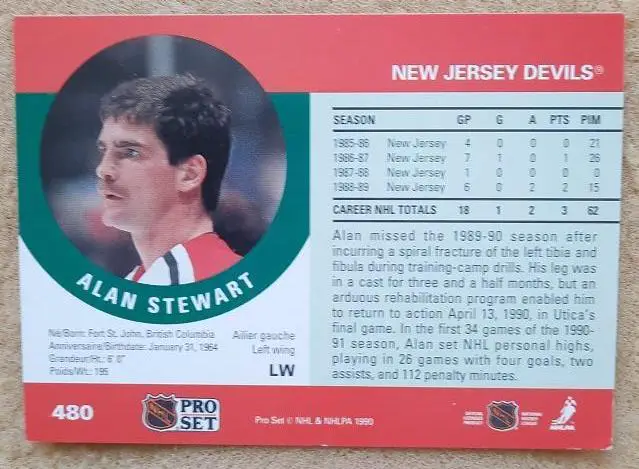 NEW JERSEY DEVILS®
SEASON GP G A PTS PIM
1985-86 New Jersey 4 0 0 0 21
1986-87 New Jersey 7 1 0 1 26
1987-88 New Jersey 1 0 0 0 0
1988-89 New Jersey 6 0 2 2 15
CAREER NHL TOTALS 18 1 2 3 62
Alan missed the 1989-90 season after
incurring a spiral fracture of the left tibia and
fibula during training-camp drills. His leg was
in a cast for three and a half months, but
an arduous rehabilitation program enabled him
to return to action April 13, 1990, in Utica's
final game. In the first 34 games of the 1990-
91 season, Alan set NHL personal highs,
playing in 26 games with four goals, two
assists, and 112 penalty minutes.
ALAN STEWART
Né/Born: Fort St. John, British Columbia
Anniversaire/Birthdate: January 31, 1964
Grandeur/Ht.: 6' 0"
Poids/Wt.: 195
Ailier gauche
Left wing
LW
480
NHL
PRO
SET
Pro Set © NHL & NHLPA 1990
NHL
NHLPA